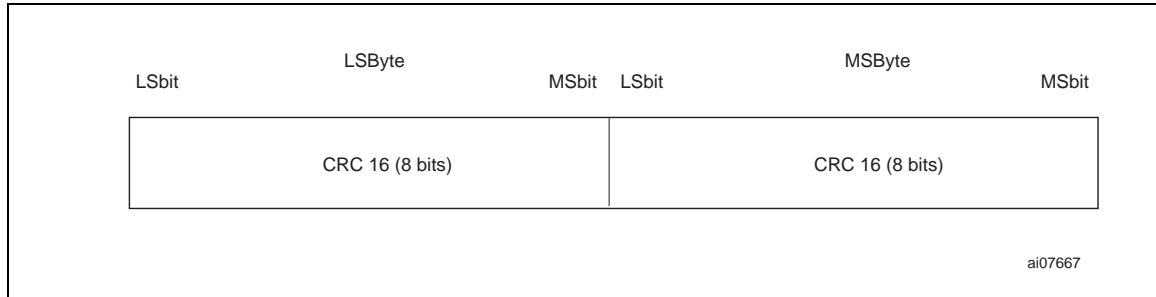 LSByte MSByte
LSbit MSbit LSbit MSbit
CRC 16 (8 bits) CRC 16 (8 bits)
ai07667